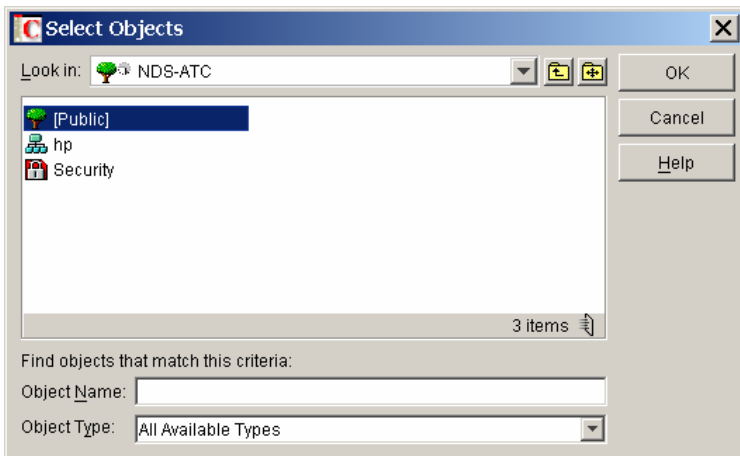 Select Objects
Look in: NDS-ATC
OK
[Public]
Cancel
hp
Help
Security
3 items
Find objects that match this criteria:
Object Name:
Object Type: All Available Types